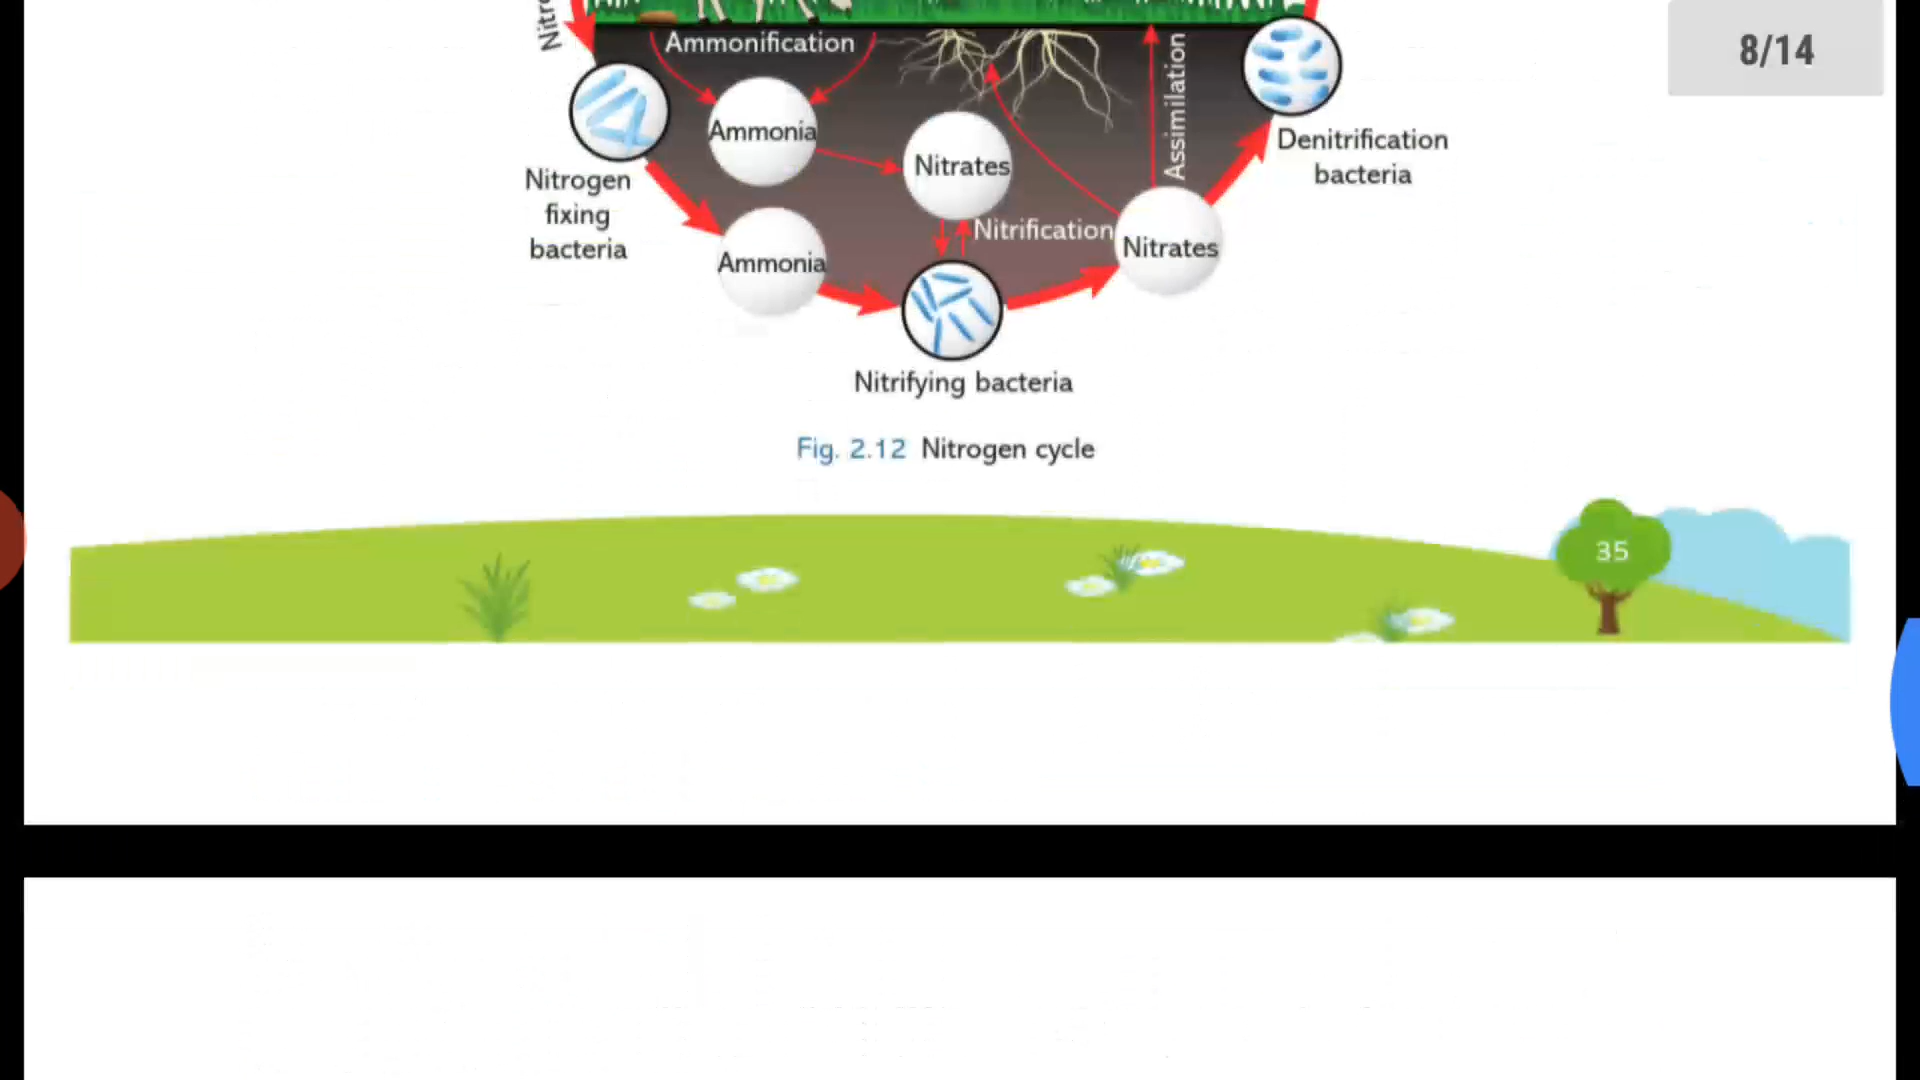 8/14
Nitro
Ammonification
Assimilation
Ammonia
Nitrates
Denitrification
bacteria
Nitrogen
fixing
bacteria
Nitrification
Nitrates
Ammonia
Nitrifying bacteria
Fig. 2.12 Nitrogen cycle
35